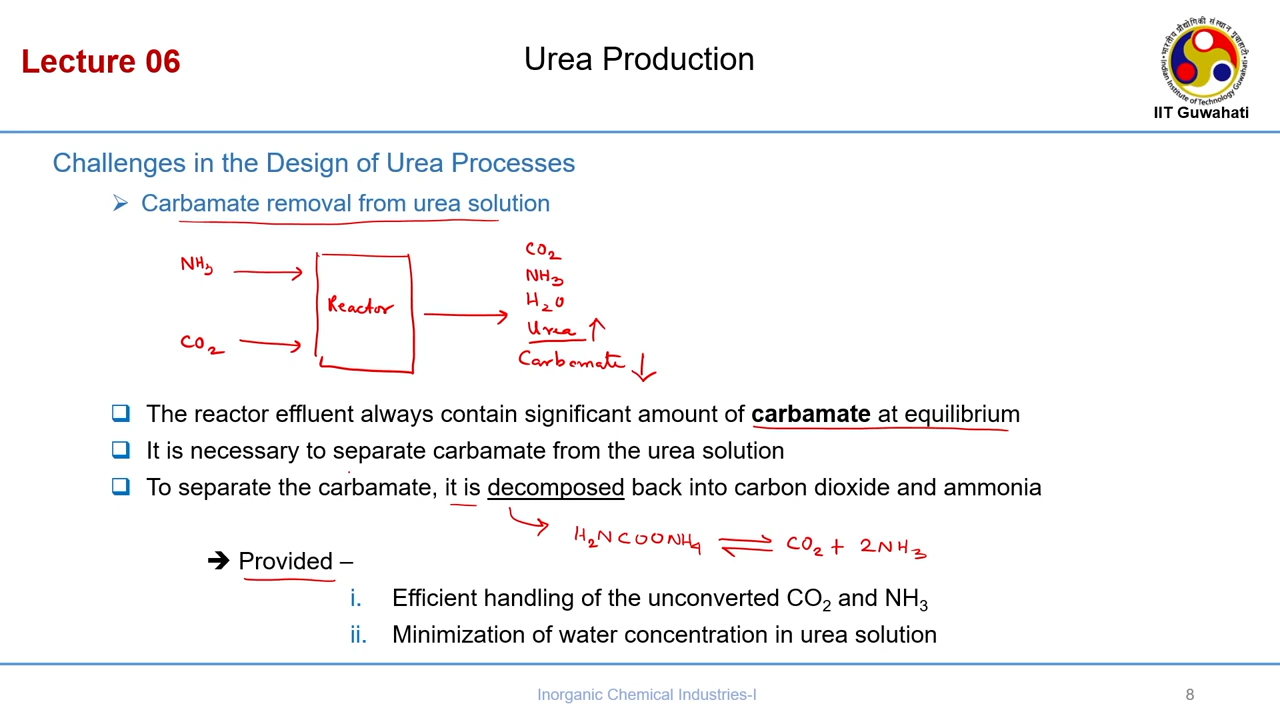 Lecture 06
Urea Production
IIT Guwahati
Challenges in the Design of Urea Processes
➢ Carbamate removal from urea solution
NH3
CO2
Reactor
CO2
NH3
H2O
Urea ↑
Carbamate ↓
❑ The reactor effluent always contain significant amount of carbamate at equilibrium
❑ It is necessary to separate carbamate from the urea solution
❑ To separate the carbamate, it is decomposed back into carbon dioxide and ammonia
H2NCOONH4 ⇌ CO2 + 2NH3
➔ Provided –
i. Efficient handling of the unconverted CO2 and NH3
ii. Minimization of water concentration in urea solution
Inorganic Chemical Industries-I
8